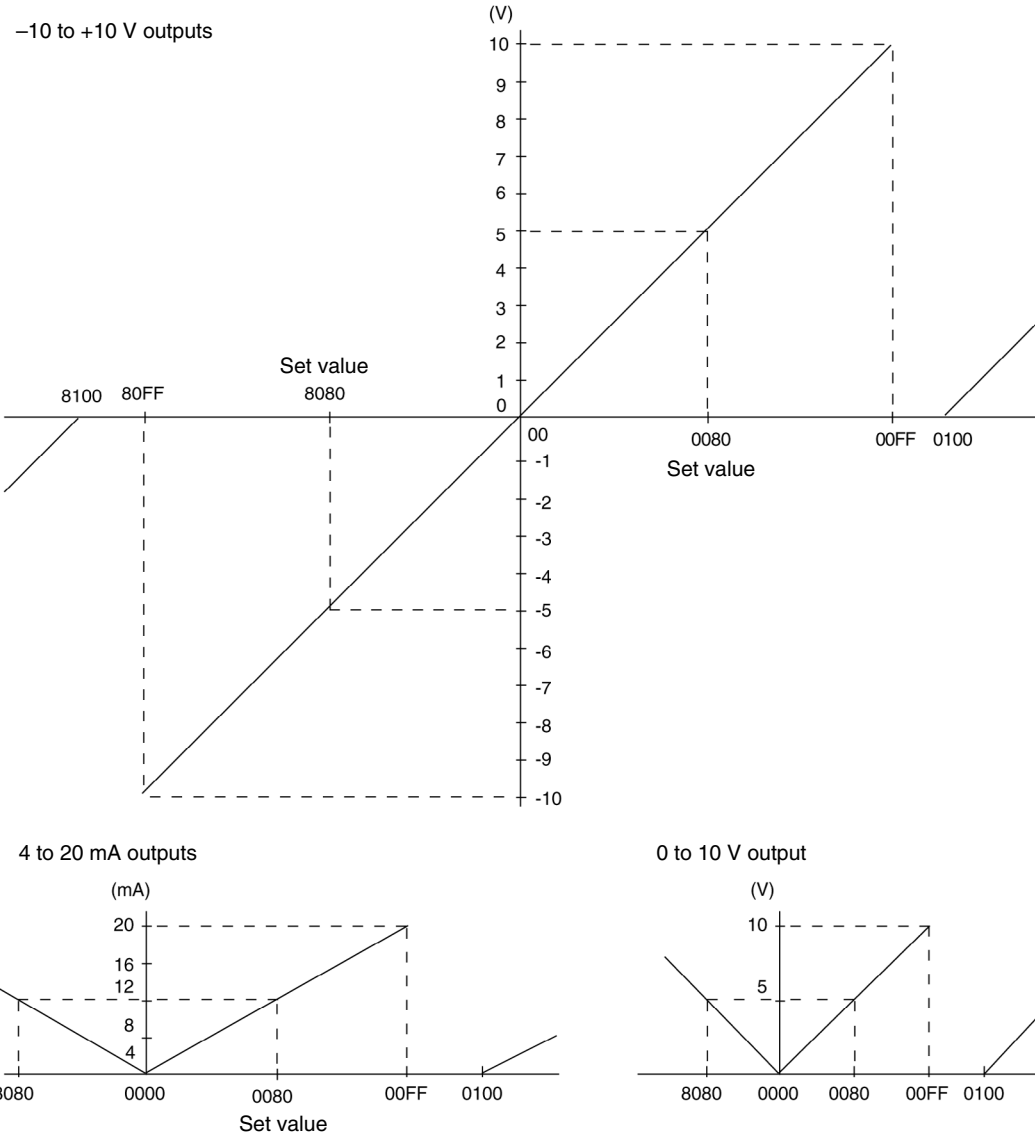 –10 to +10 V outputs
(V)
10
9
8
7
6
5
4
3
2
1
0
Set value
8100 80FF 8080
00 0080 00FF 0100
Set value
-1
-2
-3
-4
-5
-6
-7
-8
-9
-10
4 to 20 mA outputs
(mA)
20
16
12
8
4
8080 0000 0080 00FF 0100
Set value
0 to 10 V output
(V)
10
5
8080 0000 0080 00FF 0100